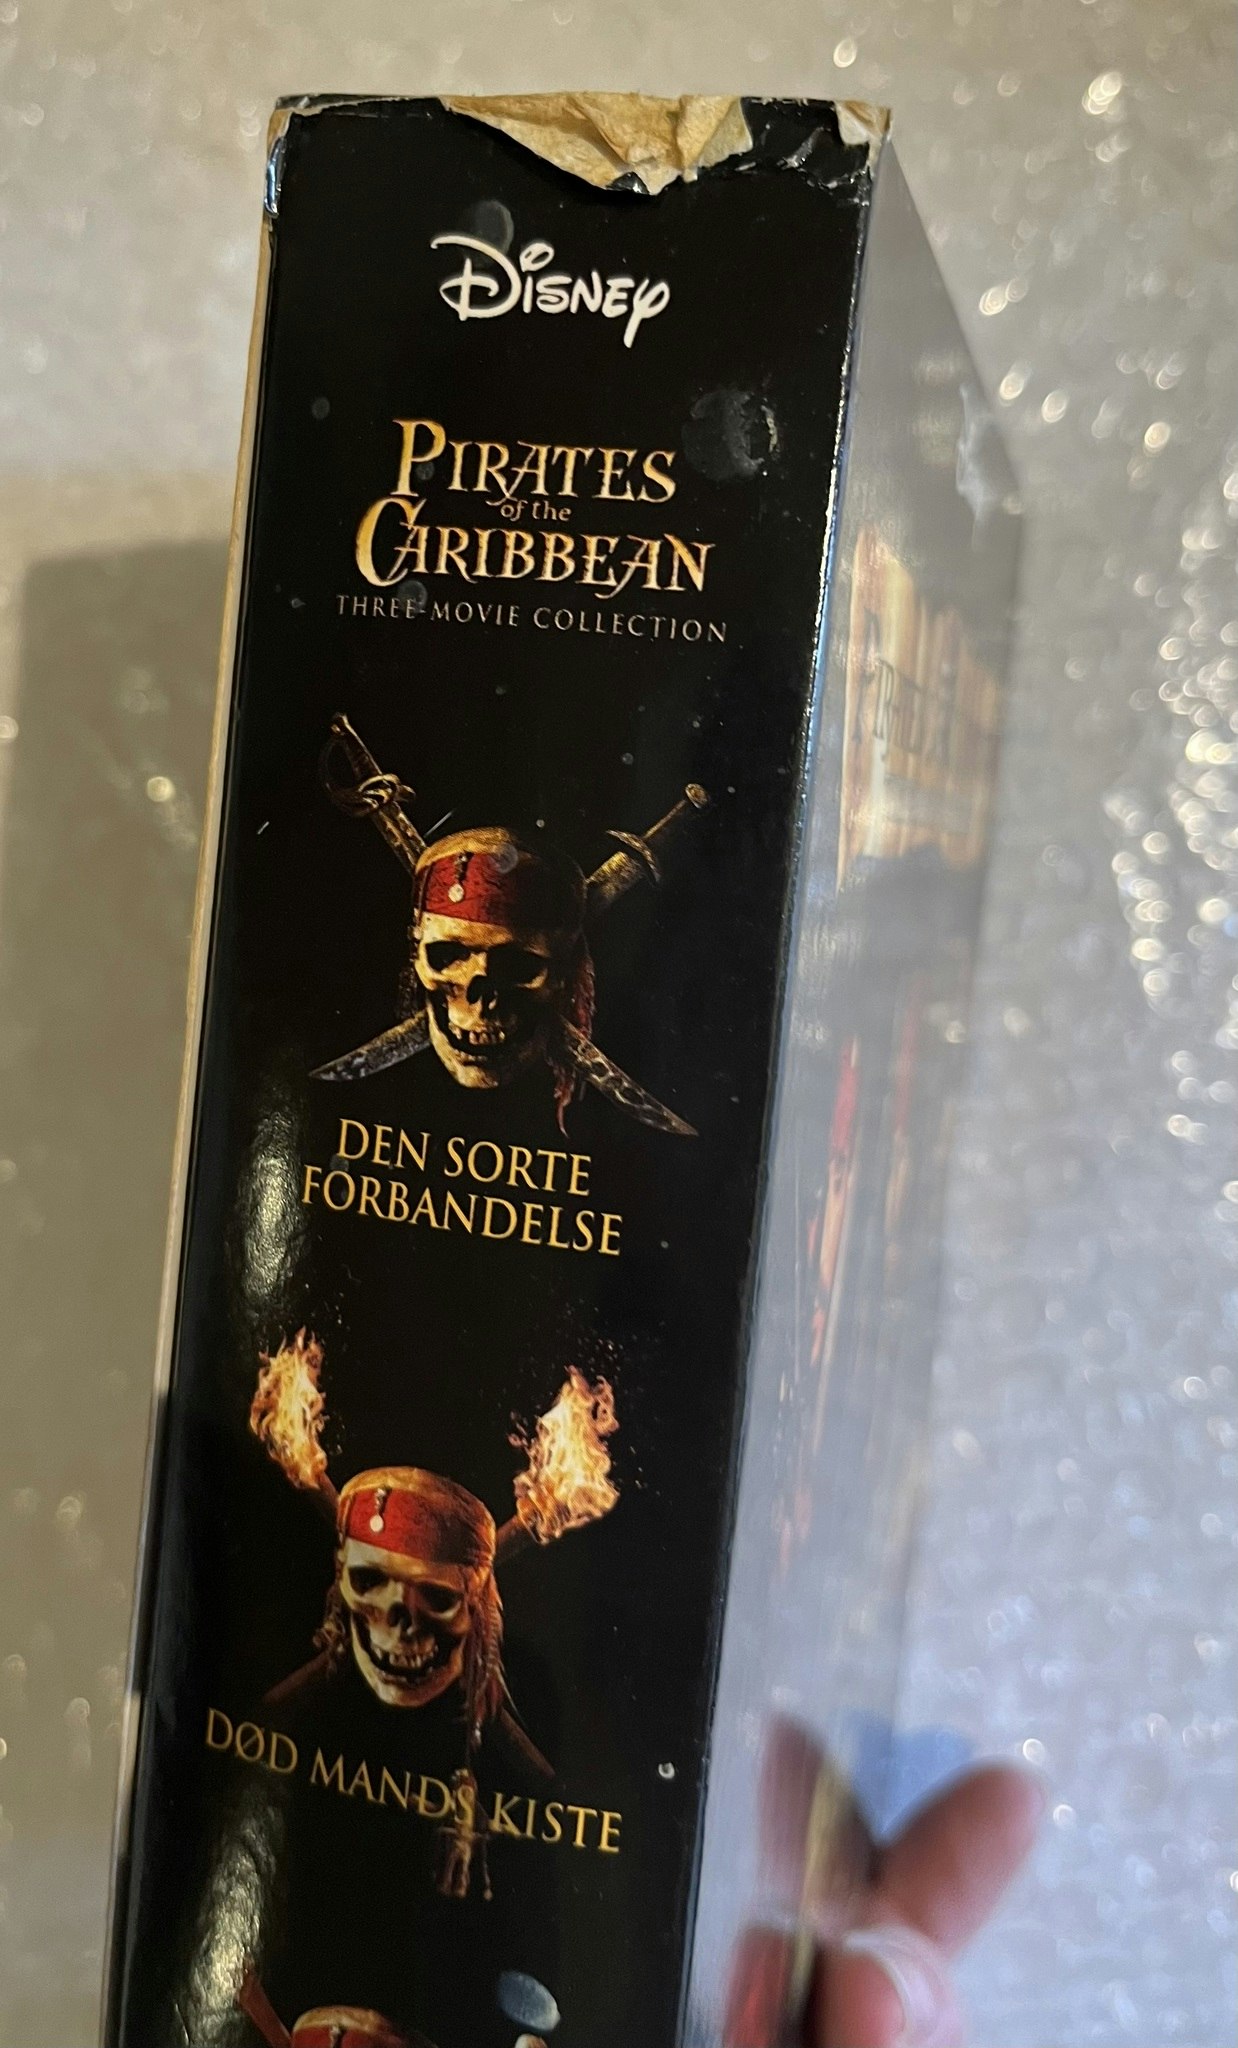 Disney
PIRATES
of the
CARIBBEAN
THREE-MOVIE COLLECTION
DEN SORTE
FORBANDELSE
DØD MANDS KISTE